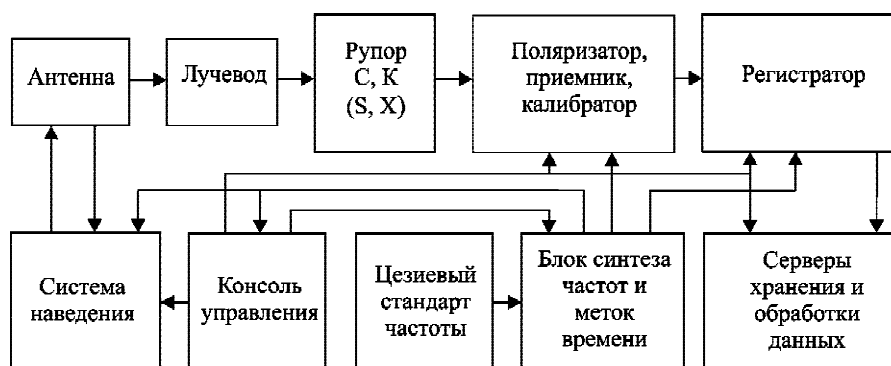 Антенна
Лучевод
Рупор
С, К
(S, X)
Поляризатор,
приемник,
калибратор
Регистратор
Система
наведения
Консоль
управления
Цезиевый
стандарт
частоты
Блок синтеза
частот и
меток
времени
Серверы
хранения и
обработки
данных